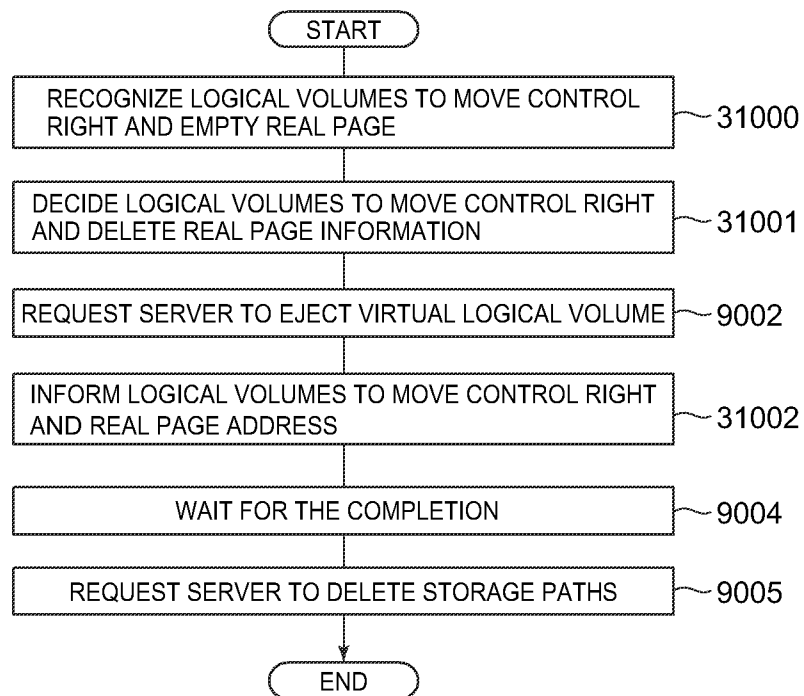 START
RECOGNIZE LOGICAL VOLUMES TO MOVE CONTROL
RIGHT AND EMPTY REAL PAGE
31000
DECIDE LOGICAL VOLUMES TO MOVE CONTROL RIGHT
AND DELETE REAL PAGE INFORMATION
31001
REQUEST SERVER TO EJECT VIRTUAL LOGICAL VOLUME
9002
INFORM LOGICAL VOLUMES TO MOVE CONTROL RIGHT
AND REAL PAGE ADDRESS
31002
WAIT FOR THE COMPLETION
9004
REQUEST SERVER TO DELETE STORAGE PATHS
9005
END